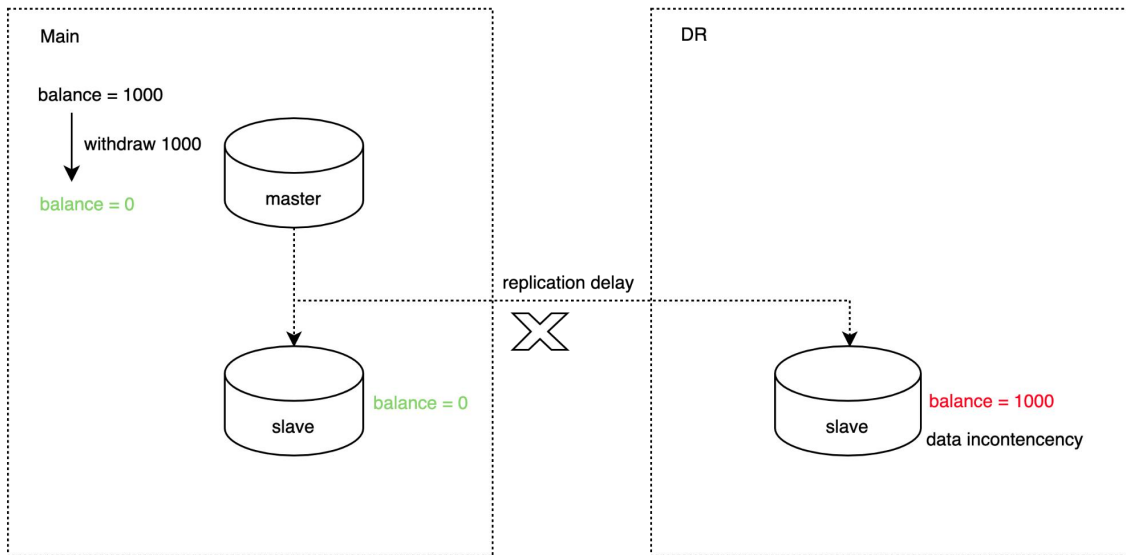 Main
DR
balance = 1000
withdraw 1000
balance = 0
master
replication delay
slave
balance = 0
slave
balance = 1000
data incontencency